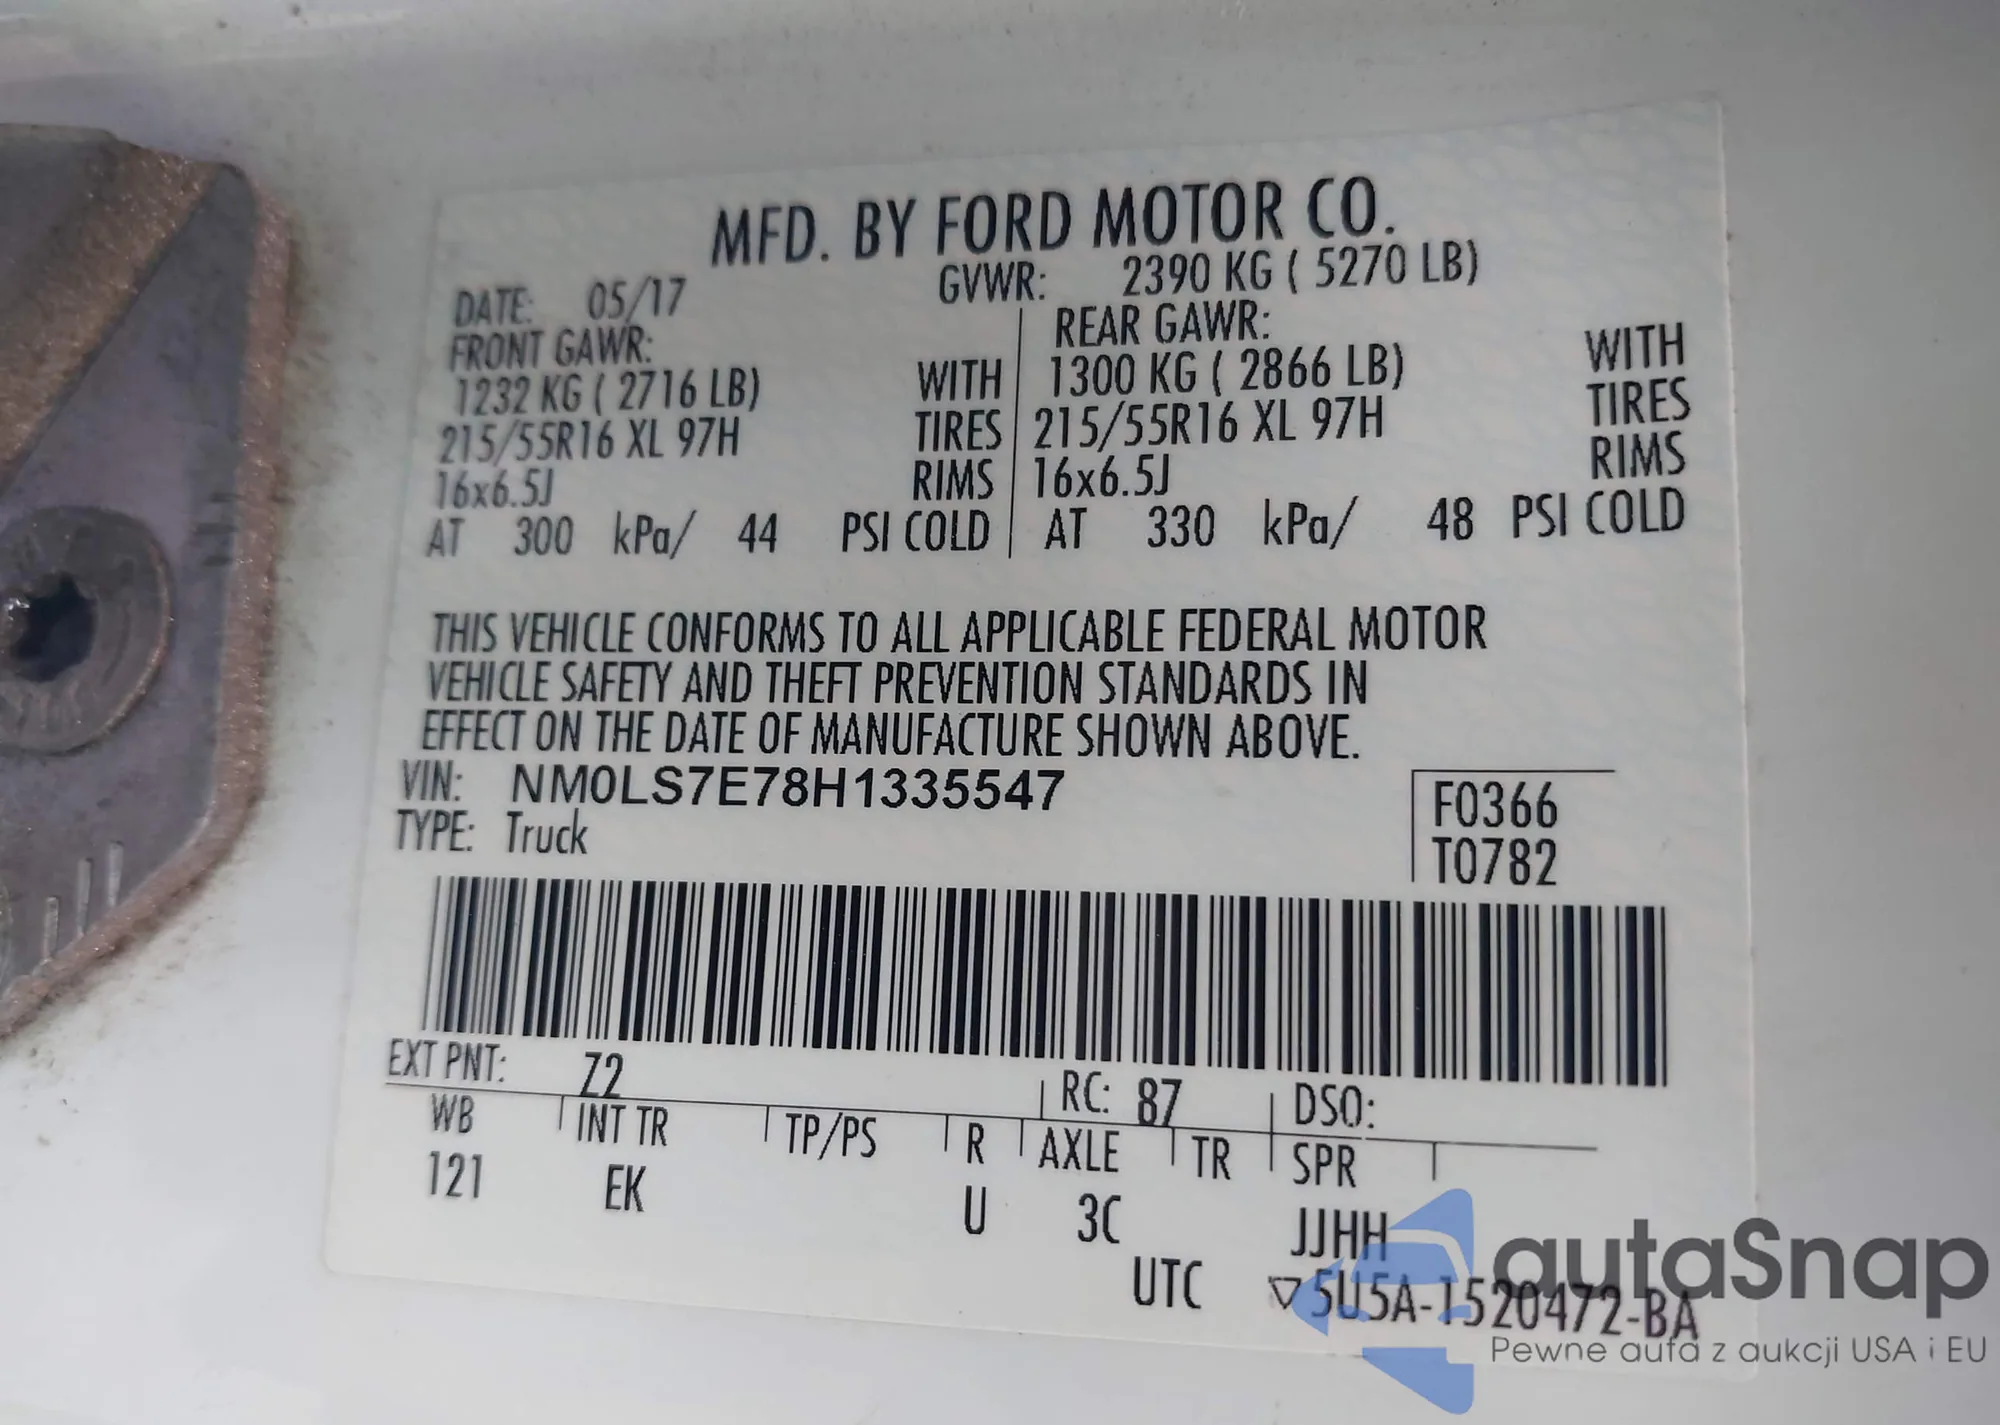 MFD. BY FORD MOTOR CO.
DATE: 05/17 GVWR: 2390 KG ( 5270 LB)
FRONT GAWR: REAR GAWR:
1232 KG ( 2716 LB) WITH 1300 KG ( 2866 LB) WITH
215/55R16 XL 97H TIRES 215/55R16 XL 97H TIRES
16x6.5J RIMS 16x6.5J RIMS
AT 300 kPa/ 44 PSI COLD AT 330 kPa/ 48 PSI COLD
THIS VEHICLE CONFORMS TO ALL APPLICABLE FEDERAL MOTOR
VEHICLE SAFETY AND THEFT PREVENTION STANDARDS IN
EFFECT ON THE DATE OF MANUFACTURE SHOWN ABOVE.
VIN: NM0LS7E78H1335547 F0366
TYPE: Truck T0782
EXT PNT: Z2 RC: 87 DSO:
WB INT TR TP/PS R AXLE TR SPR
121 EK U 3C JJHH
UTC ▽5U5A-1520472-BA
autaSnap
Pewne auta z aukcji USA i EU